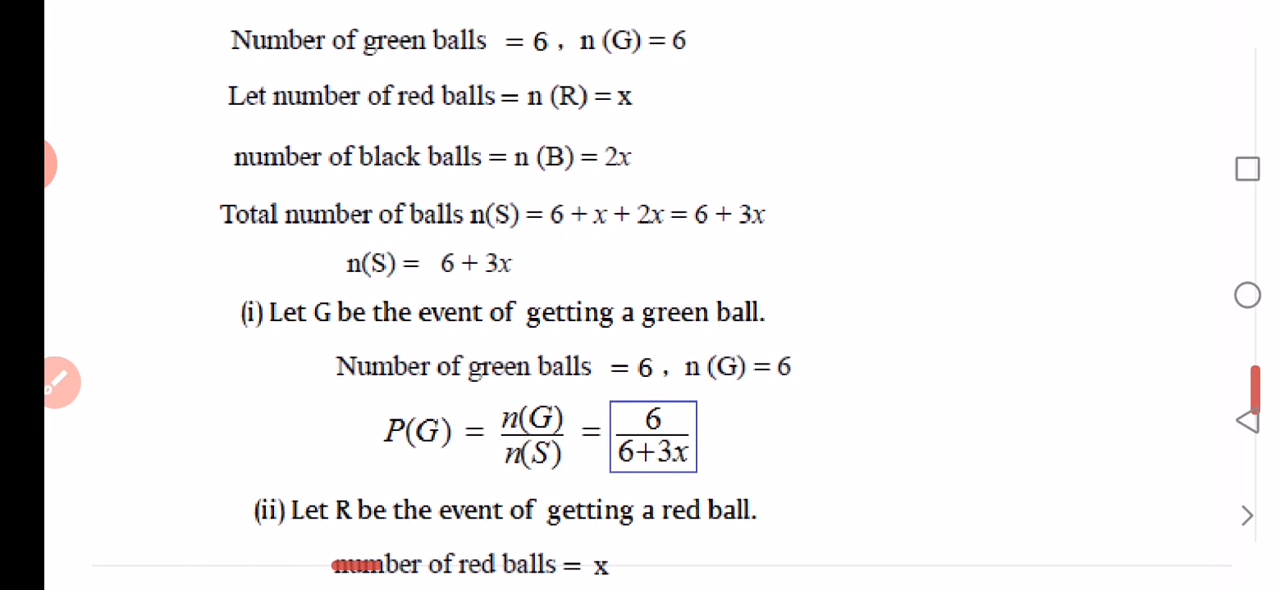 Number of green balls = 6 , n (G) = 6
Let number of red balls = n (R) = x
number of black balls = n (B) = 2x
Total number of balls n(S) = 6 + x + 2x = 6 + 3x
n(S) = 6 + 3x
(i) Let G be the event of getting a green ball.
Number of green balls = 6 , n (G) = 6
P(G) = n(G)/n(S) = 6/6+3x
(ii) Let R be the event of getting a red ball.
number of red balls = x